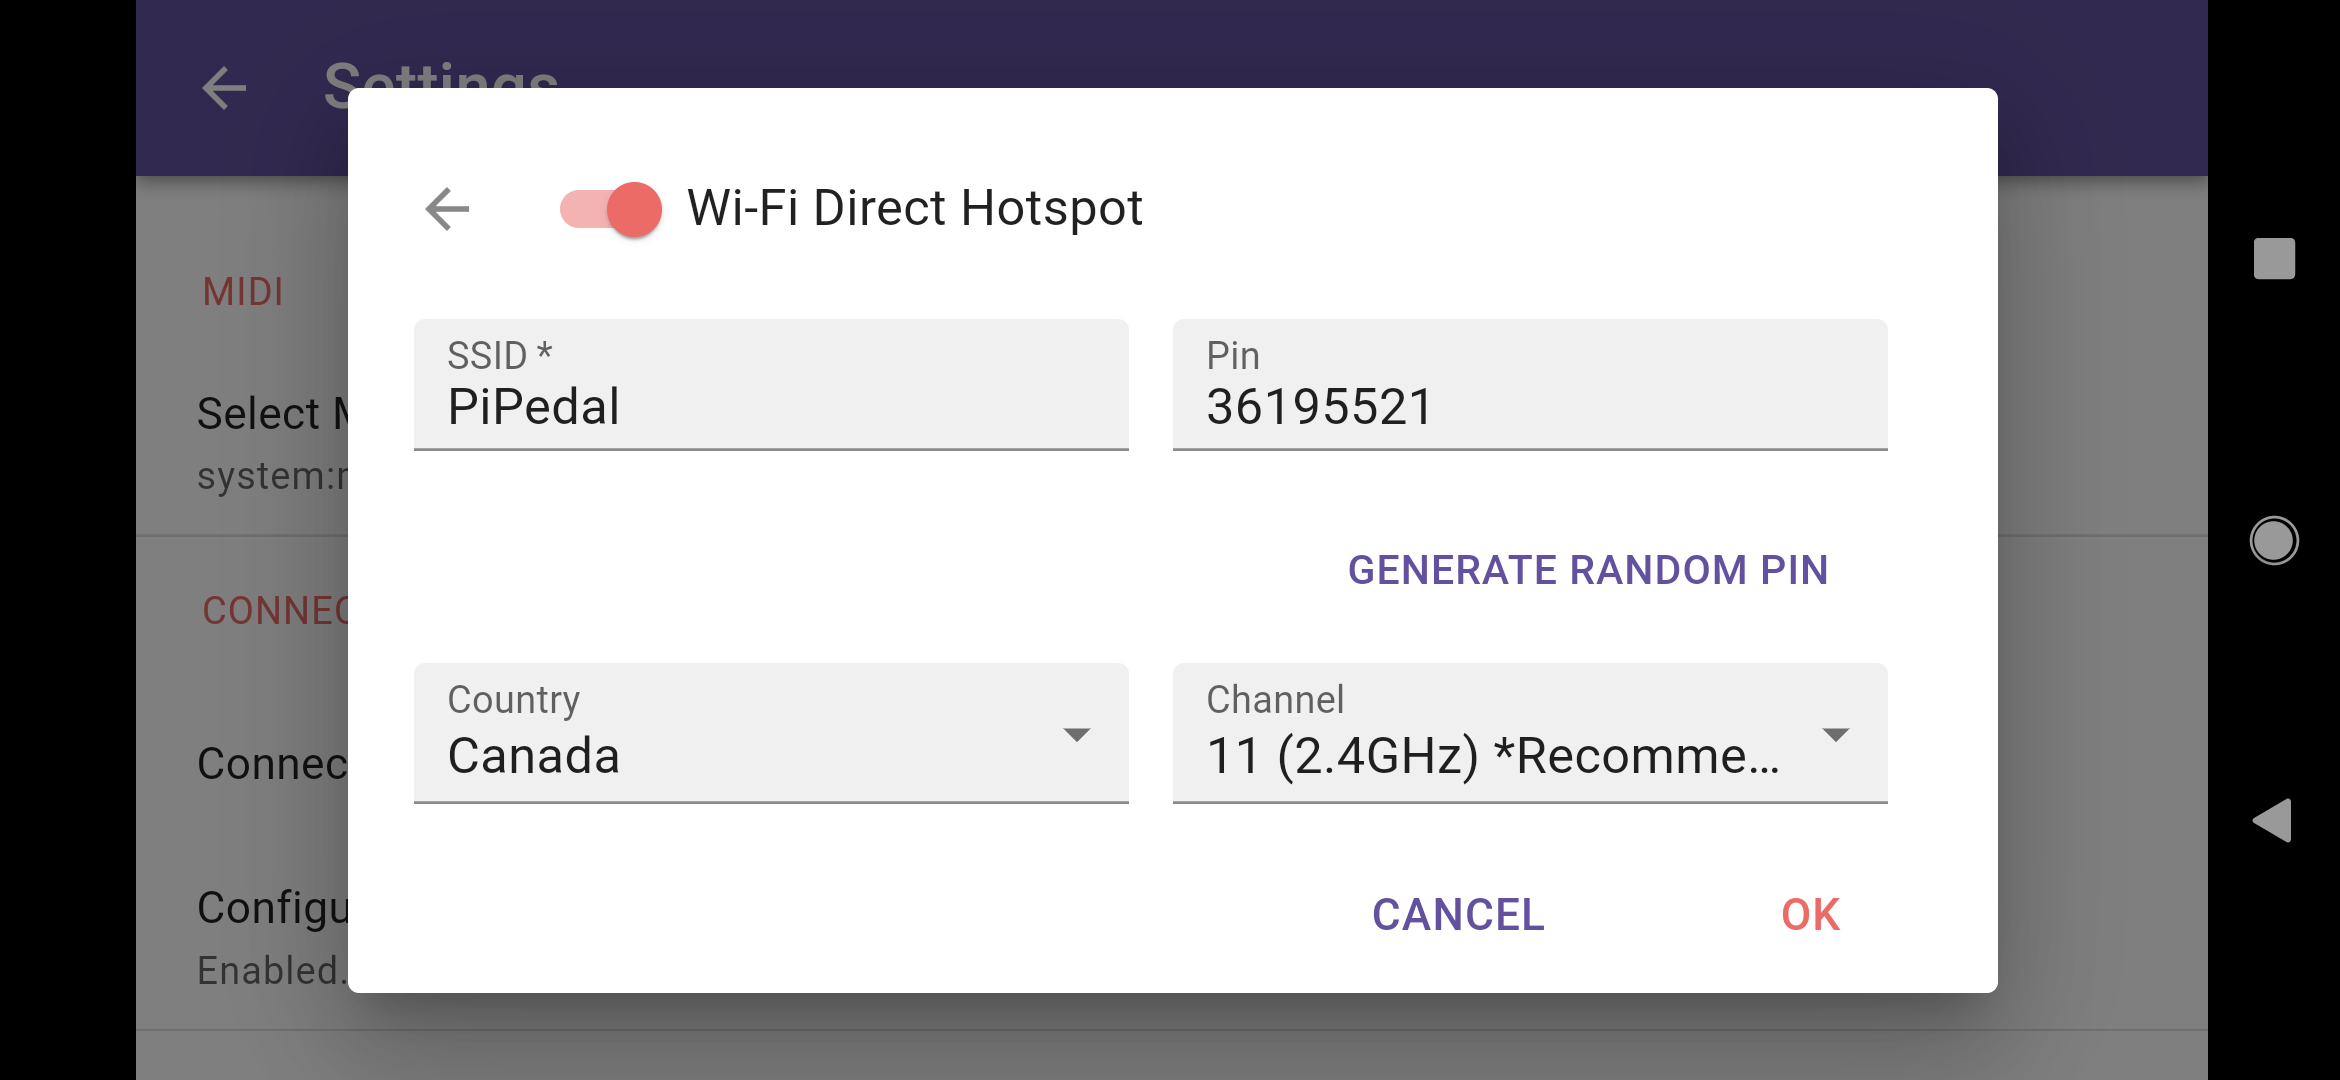 Settings
Wi-Fi Direct Hotspot
MIDI
SSID *
Pin
PiPedal
36195521
Select
system:
GENERATE RANDOM PIN
CONNEC
Country
Channel
Canada
11 (2.4GHz) *Recomme...
Connec
Configu
CANCEL
OK
Enabled.